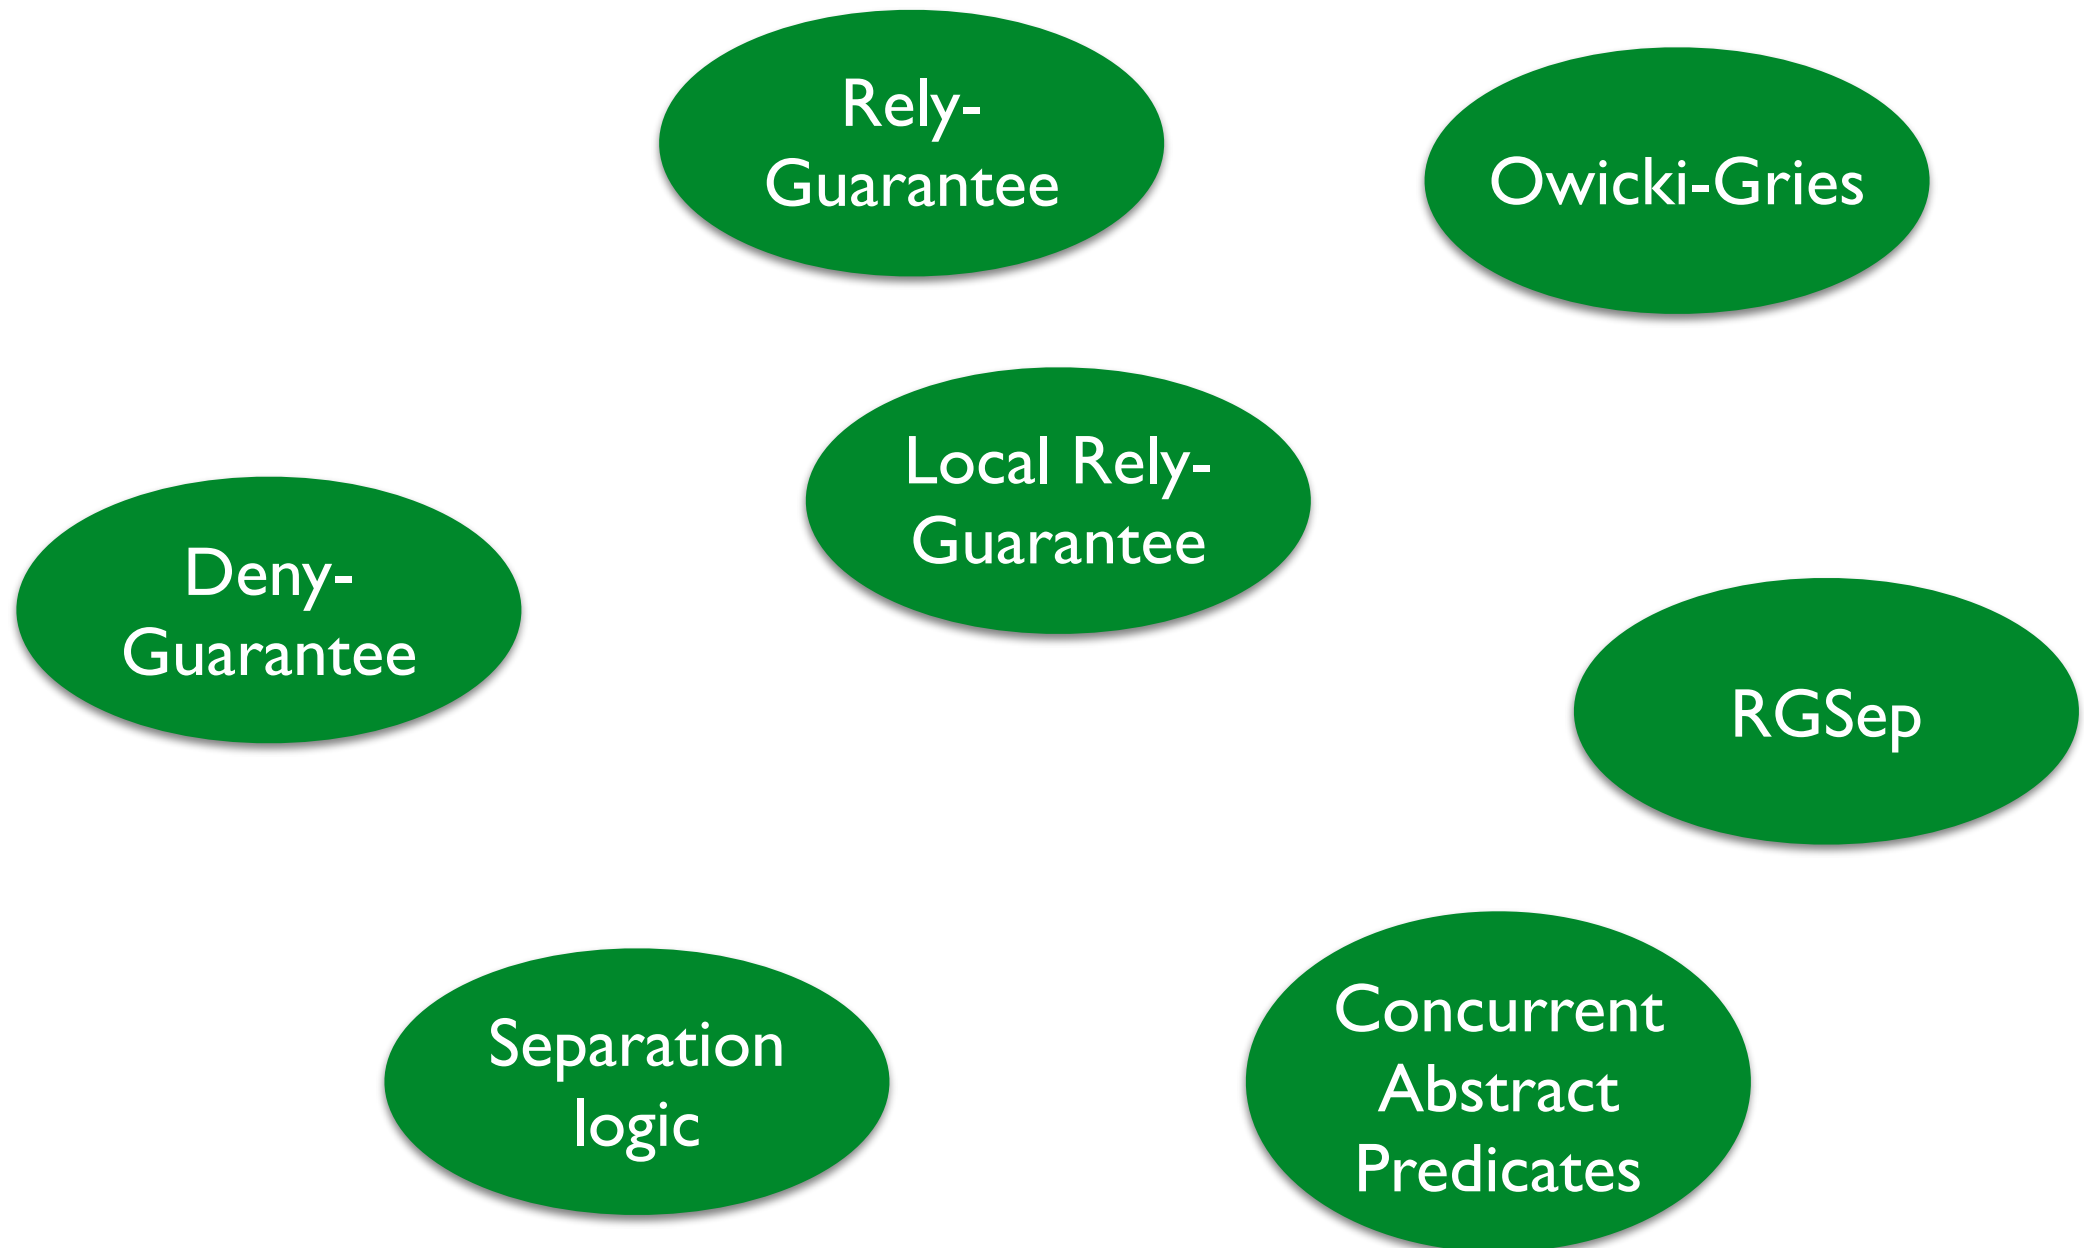 Rely-
Guarantee
Owicki-Gries
Local Rely-
Guarantee
Deny-
Guarantee
RGSep
Separation
logic
Concurrent
Abstract
Predicates